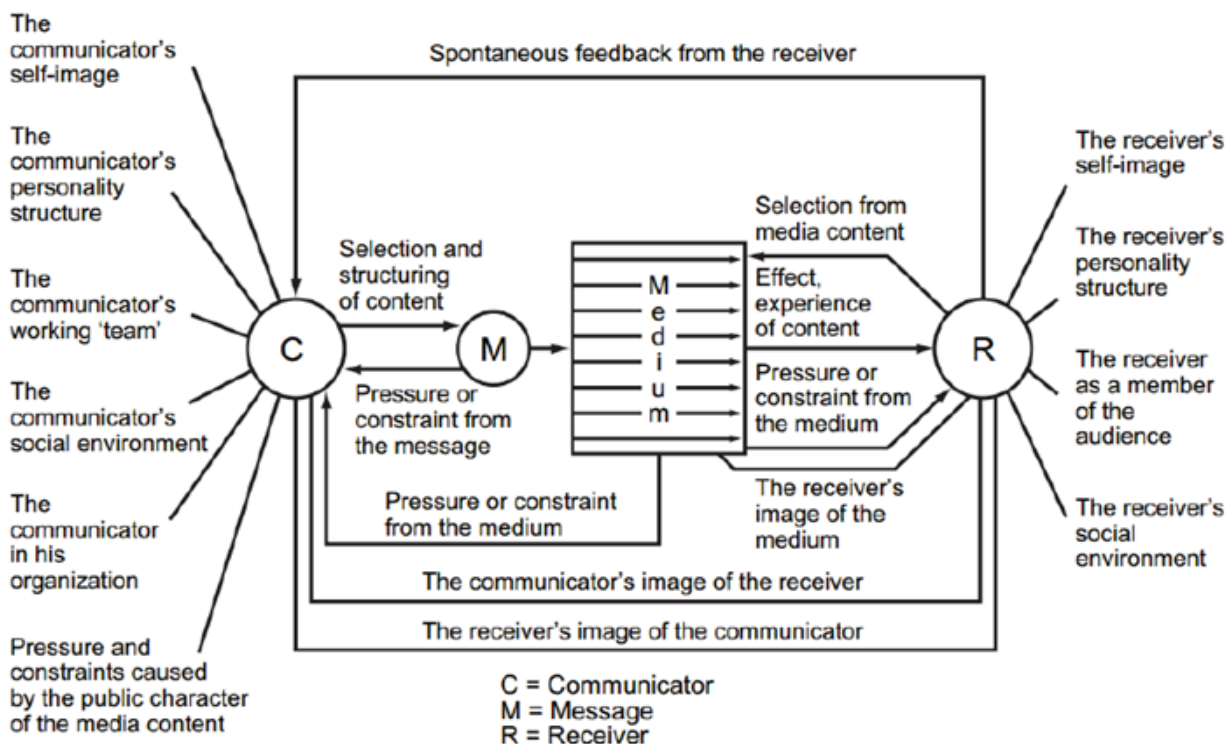 The
communicator's
self-image
The
communicator's
personality
structure
The
communicator's
working 'team'
The
communicator's
social environment
The
communicator
in his
organization
Pressure and
constraints caused
by the public character
of the media content
Spontaneous feedback from the receiver
C
Selection and
structuring
of content
Pressure or
constraint from
the message
M
M
e
d
i
u
m
Selection from
media content
Effect,
experience
of content
Pressure or
constraint from
the medium
The receiver's
image of the
medium
R
Pressure or constraint
from the medium
The communicator's image of the receiver
The receiver's image of the communicator
The receiver's
self-image
The receiver's
personality
structure
The receiver
as a member
of the
audience
The receiver's
social
environment
C = Communicator
M = Message
R = Receiver